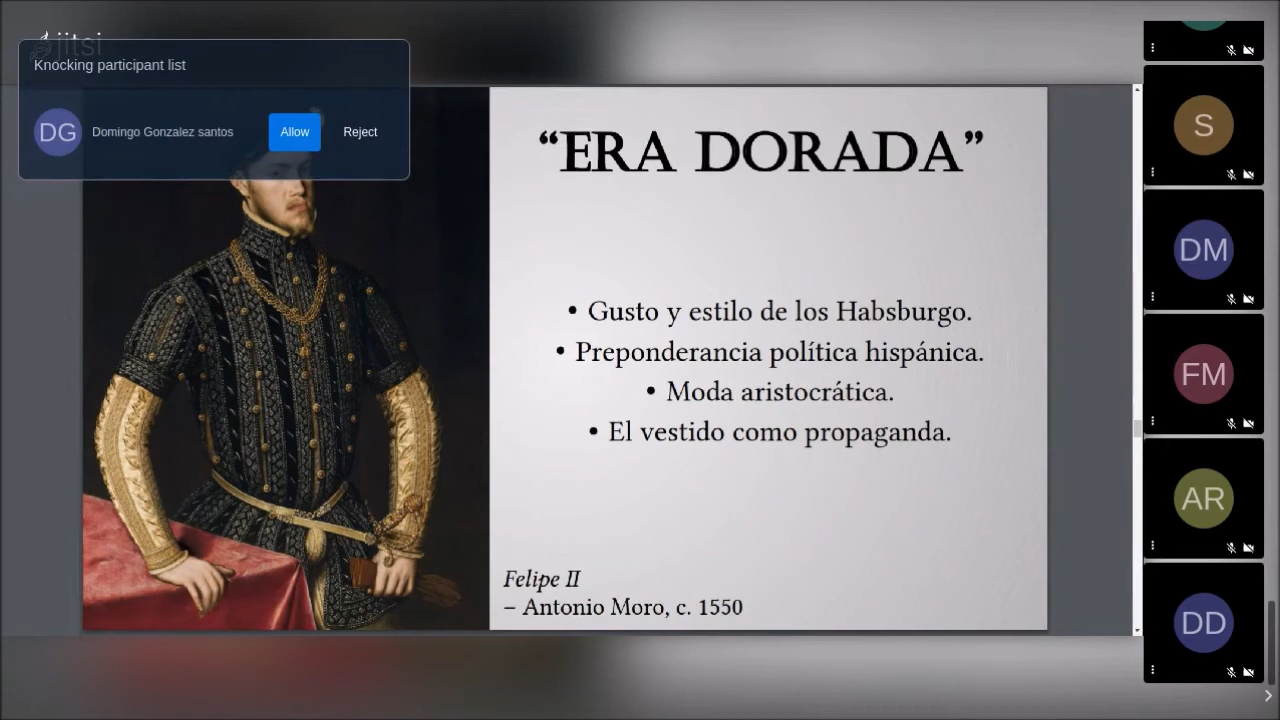 jitsi
Knocking participant list
DG
Domingo Gonzalez santos
Allow
Reject
“ERA DORADA”
• Gusto y estilo de los Habsburgo.
• Preponderancia política hispánica.
• Moda aristocrática.
• El vestido como propaganda.
Felipe II
– Antonio Moro, c. 1550
S
DM
FM
AR
DD